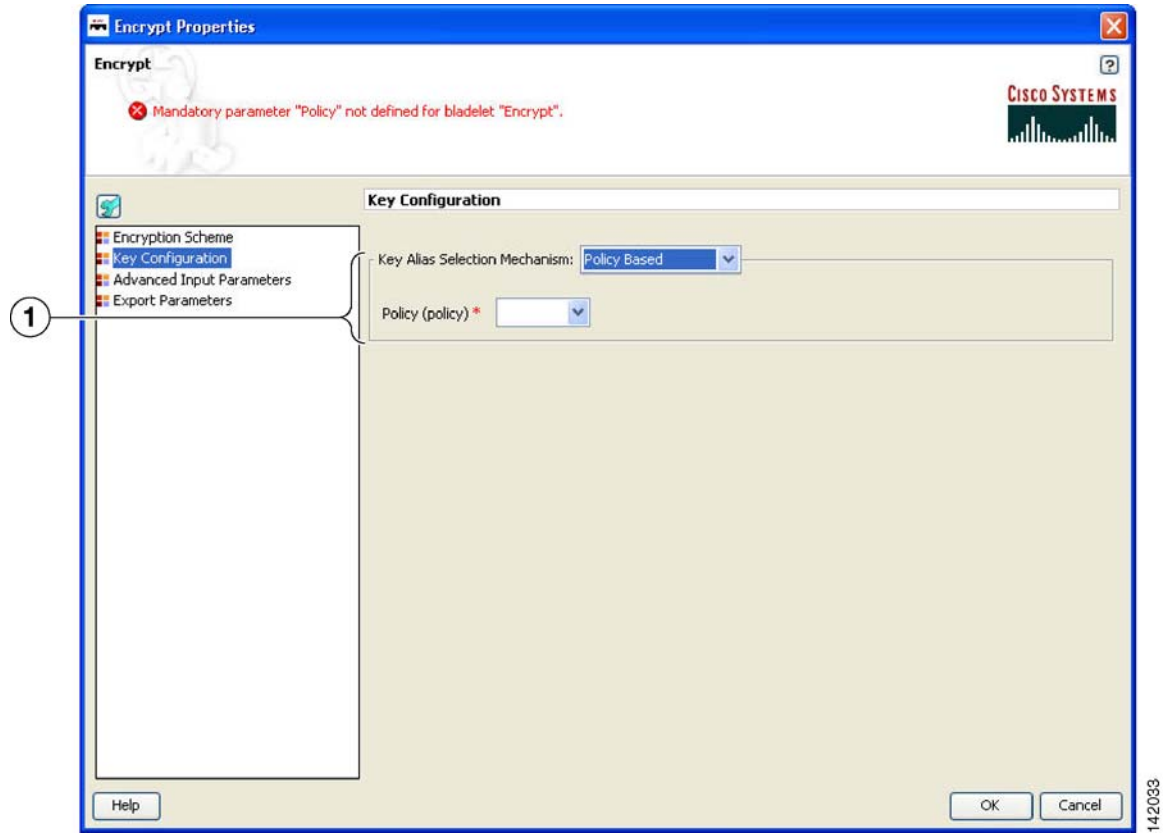 Encrypt Properties
Encrypt
Mandatory parameter "Policy" not defined for bladelet "Encrypt".
CISCO SYSTEMS
Key Configuration
Encryption Scheme
Key Configuration
Advanced Input Parameters
Export Parameters
Key Alias Selection Mechanism: Policy Based
Policy (policy) *
1
Help
OK
Cancel
142033